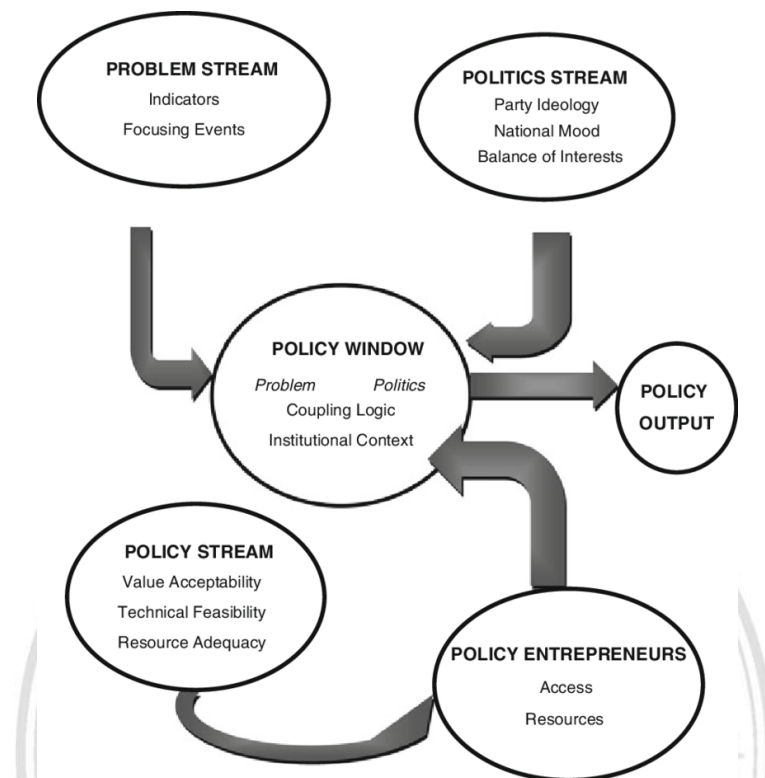 PROBLEM STREAM
Indicators
Focusing Events
POLITICS STREAM
Party Ideology
National Mood
Balance of Interests
POLICY WINDOW
Problem Politics
Coupling Logic
Institutional Context
POLICY
OUTPUT
POLICY STREAM
Value Acceptability
Technical Feasibility
Resource Adequacy
POLICY ENTREPRENEURS
Access
Resources